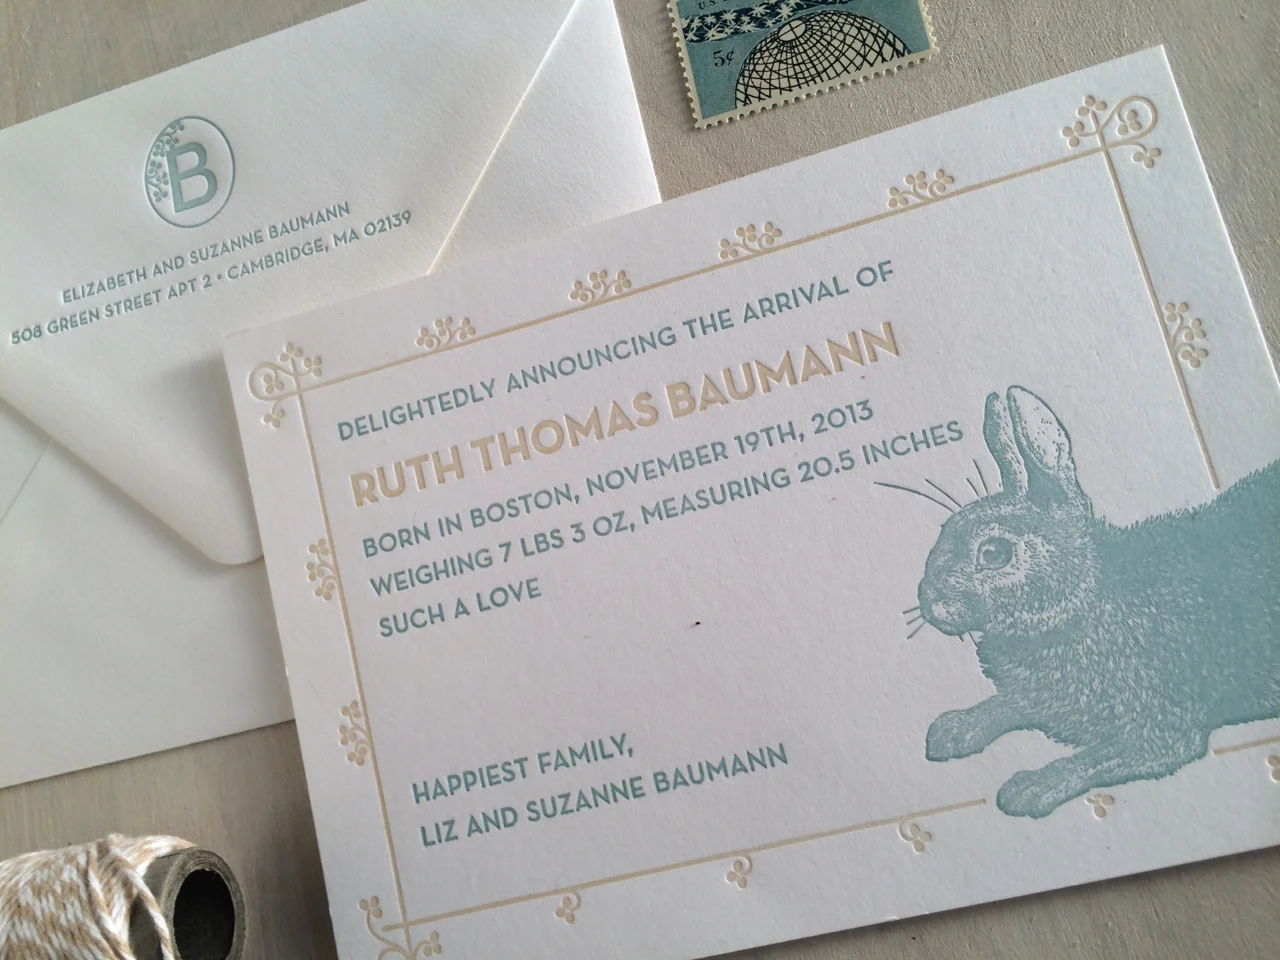 5¢
B
ELIZABETH AND SUZANNE BAUMANN
508 GREEN STREET APT 2 • CAMBRIDGE, MA 02139
DELIGHTEDLY ANNOUNCING THE ARRIVAL OF
RUTH THOMAS BAUMANN
BORN IN BOSTON, NOVEMBER 19TH, 2013
WEIGHING 7 LBS 3 OZ, MEASURING 20.5 INCHES
SUCH A LOVE
HAPPIEST FAMILY,
LIZ AND SUZANNE BAUMANN